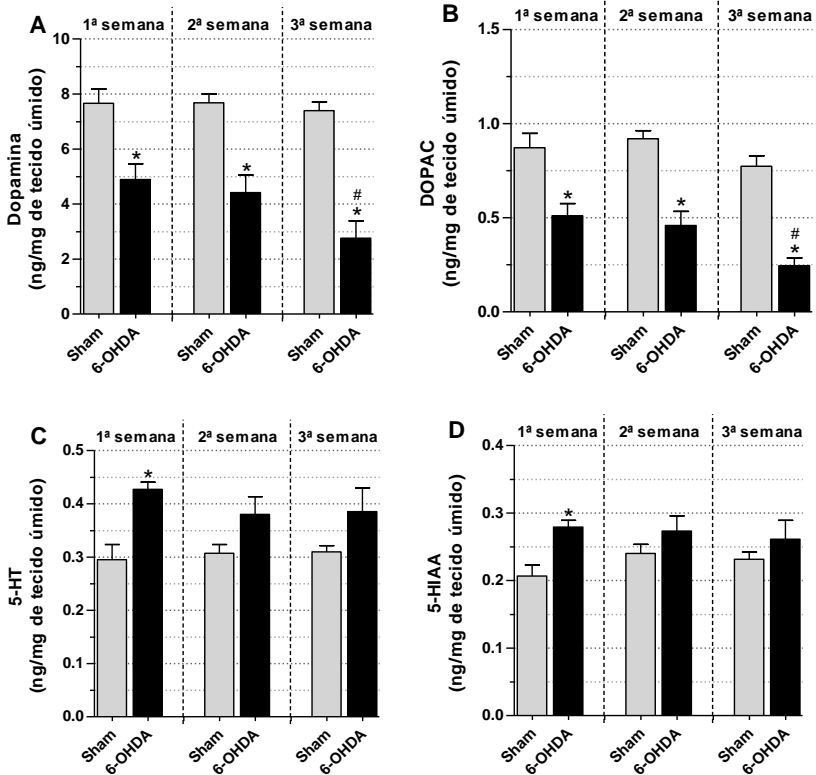 A
1ª semana 2ª semana 3ª semana
Dopamina
(ng/mg de tecido úmido)
10
8
6
4
2
0
*
*
#
*
Sham 6-OHDA Sham 6-OHDA Sham 6-OHDA
B
1ª semana 2ª semana 3ª semana
DOPAC
(ng/mg de tecido úmido)
1.5
1.0
0.5
0.0
*
*
#
*
Sham 6-OHDA Sham 6-OHDA Sham 6-OHDA
C
1ª semana 2ª semana 3ª semana
5-HT
(ng/mg de tecido úmido)
0.5
0.4
0.3
0.2
0.1
0.0
*
Sham 6-OHDA Sham 6-OHDA Sham 6-OHDA
D
1ª semana 2ª semana 3ª semana
5-HIAA
(ng/mg de tecido úmido)
0.4
0.3
0.2
0.1
0.0
*
Sham 6-OHDA Sham 6-OHDA Sham 6-OHDA